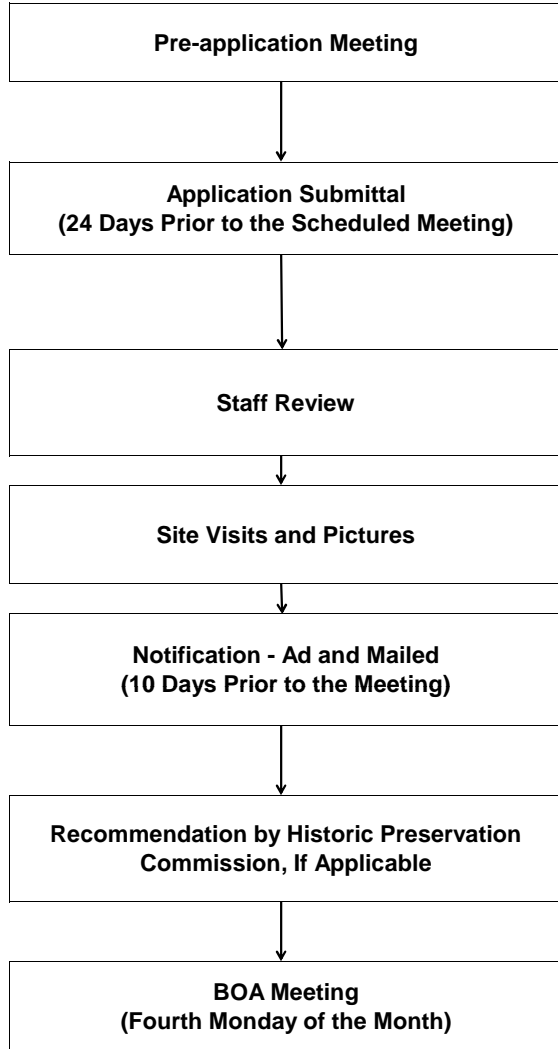 Pre-application Meeting
Application Submittal
(24 Days Prior to the Scheduled Meeting)
Staff Review
Site Visits and Pictures
Notification - Ad and Mailed
(10 Days Prior to the Meeting)
Recommendation by Historic Preservation
Commission, If Applicable
BOA Meeting
(Fourth Monday of the Month)